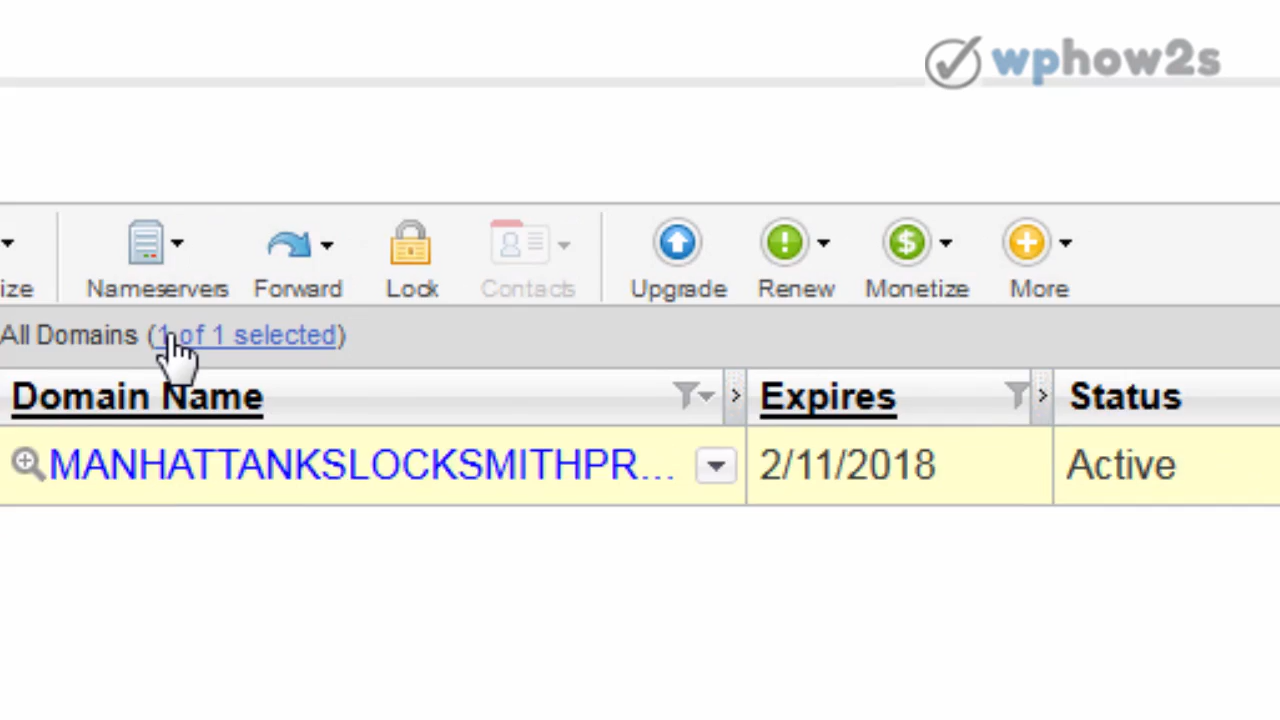 wphow2s
ize Nameservers Forward Lock Contacts Upgrade Renew Monetize More
All Domains (1 of 1 selected)
Domain Name Expires Status
MANHATTANKSLOCKSMITHPR... 2/11/2018 Active